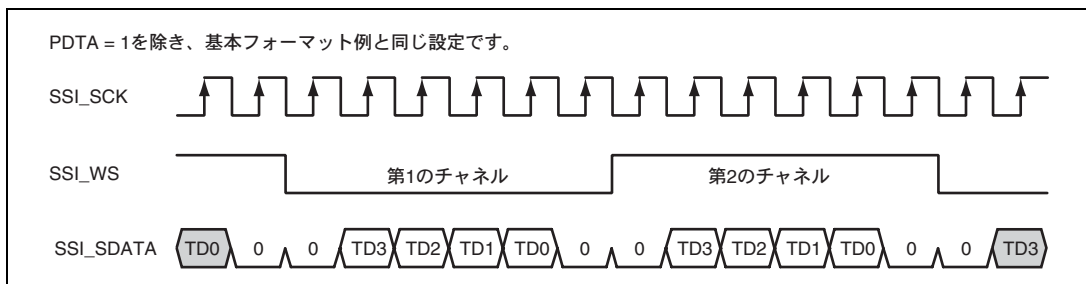 PDTA = 1を除き、基本フォーマット例と同じ設定です。
SSI_SCK
SSI_WS 第1のチャネル 第2のチャネル
SSI_SDATA TD0 0 0 TD3 TD2 TD1 TD0 0 0 TD3 TD2 TD1 TD0 0 0 TD3